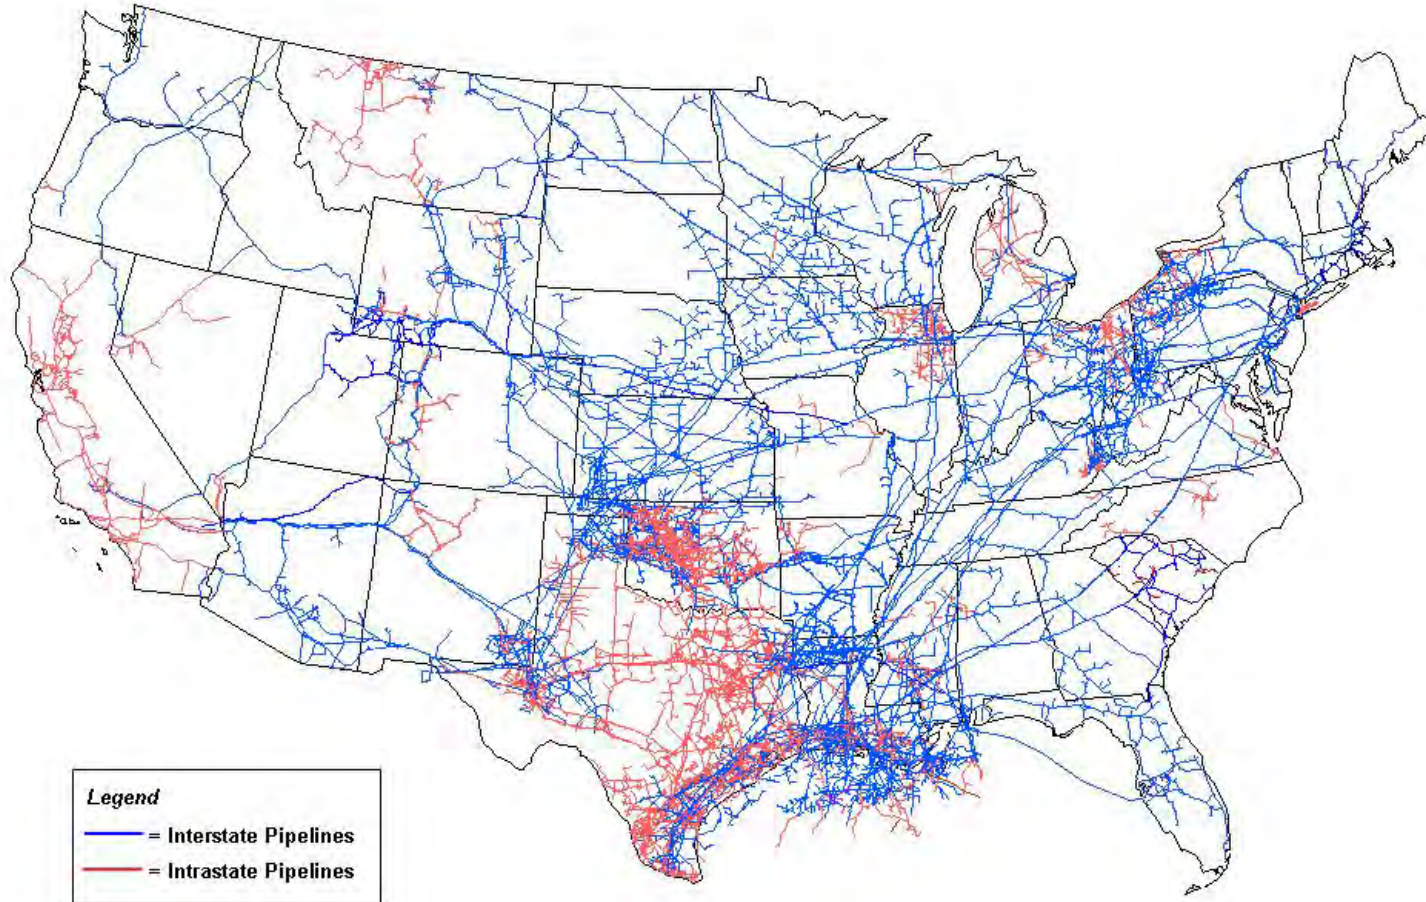 Legend
= Interstate Pipelines
= Intrastate Pipelines